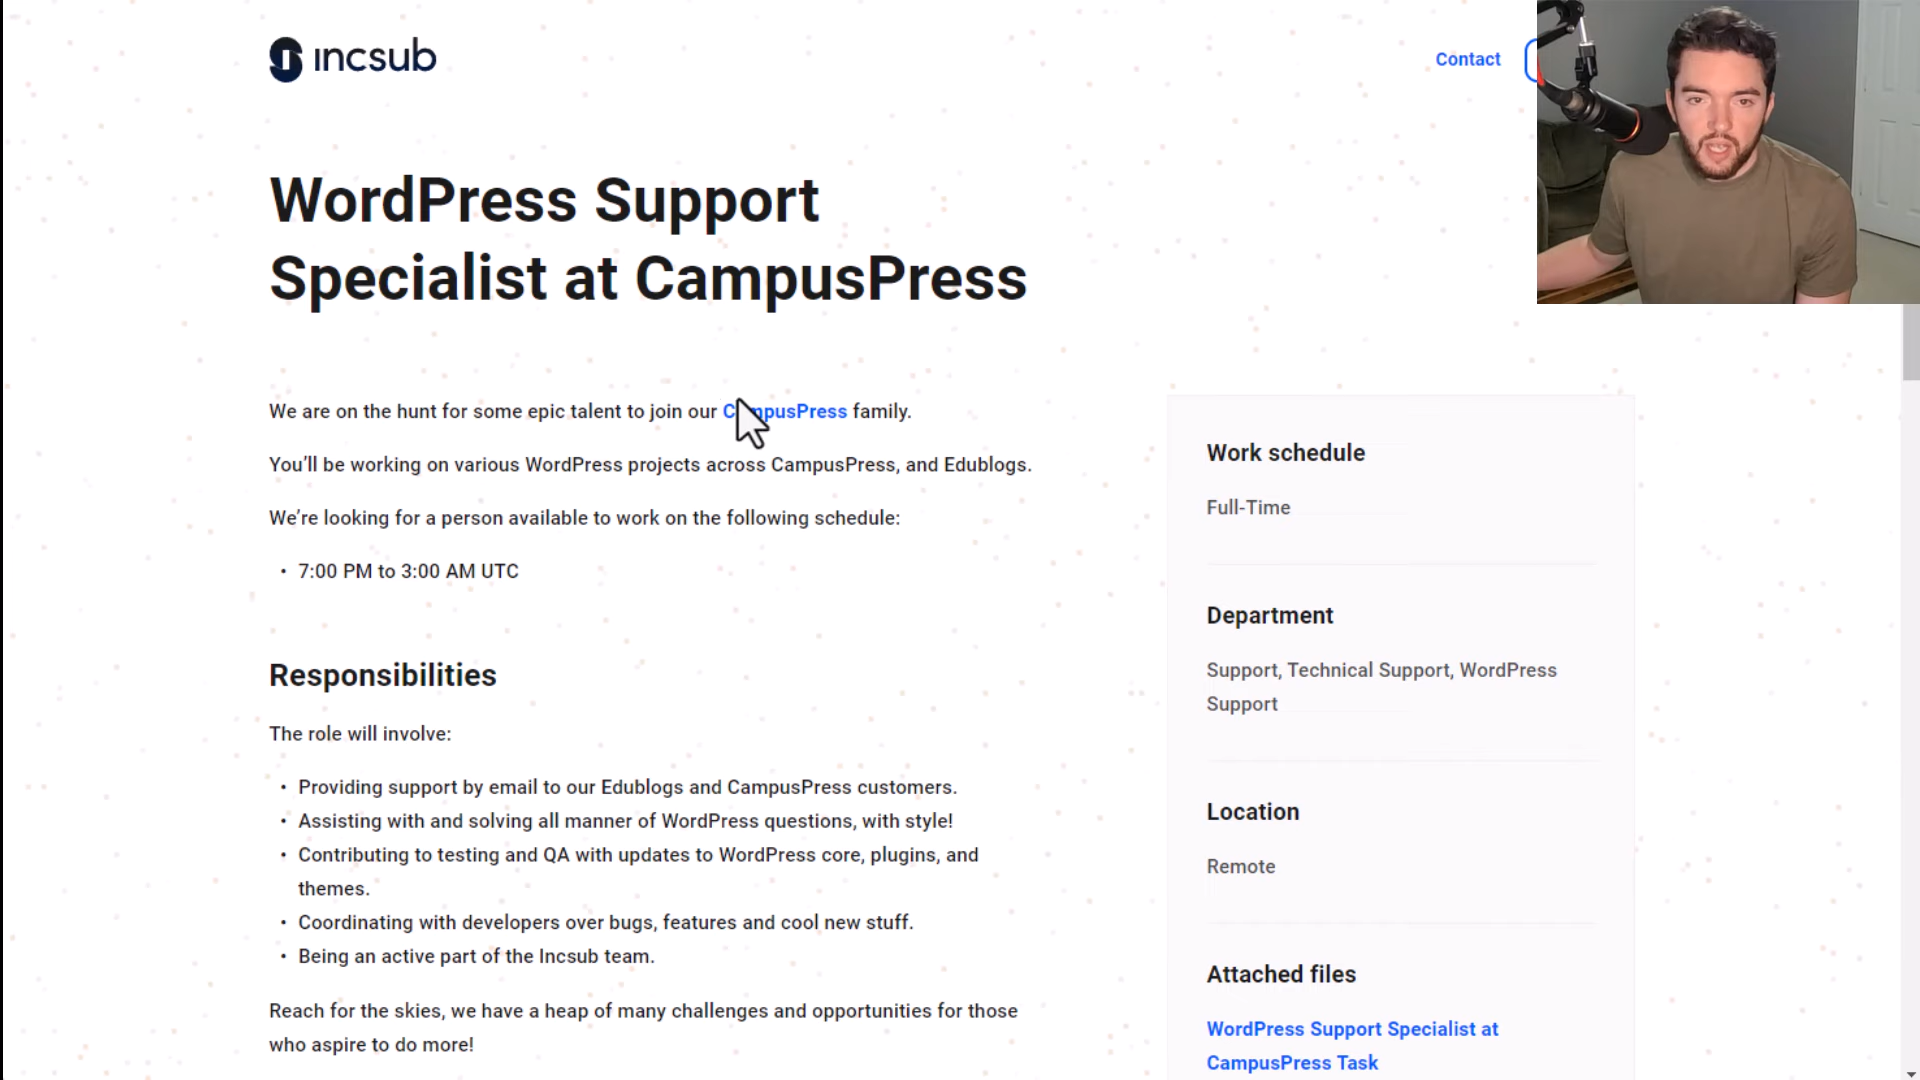 incsub
Contact
WordPress Support
Specialist at CampusPress
We are on the hunt for some epic talent to join our CampusPress family.
You’ll be working on various WordPress projects across CampusPress, and Edublogs.
We’re looking for a person available to work on the following schedule:
• 7:00 PM to 3:00 AM UTC
Responsibilities
The role will involve:
• Providing support by email to our Edublogs and CampusPress customers.
• Assisting with and solving all manner of WordPress questions, with style!
• Contributing to testing and QA with updates to WordPress core, plugins, and
themes.
• Coordinating with developers over bugs, features and cool new stuff.
• Being an active part of the Incsub team.
Reach for the skies, we have a heap of many challenges and opportunities for those
who aspire to do more!
Work schedule
Full-Time
Department
Support, Technical Support, WordPress
Support
Location
Remote
Attached files
WordPress Support Specialist at
CampusPress Task